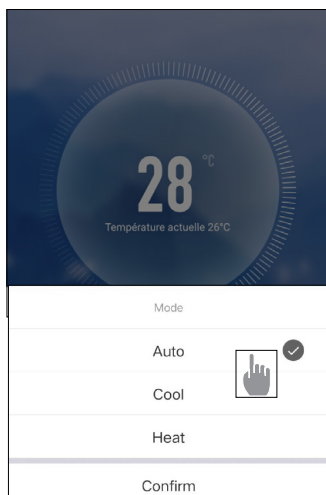 28 °C
Température actuelle 26°C
Mode
Auto
Cool
Heat
Confirm